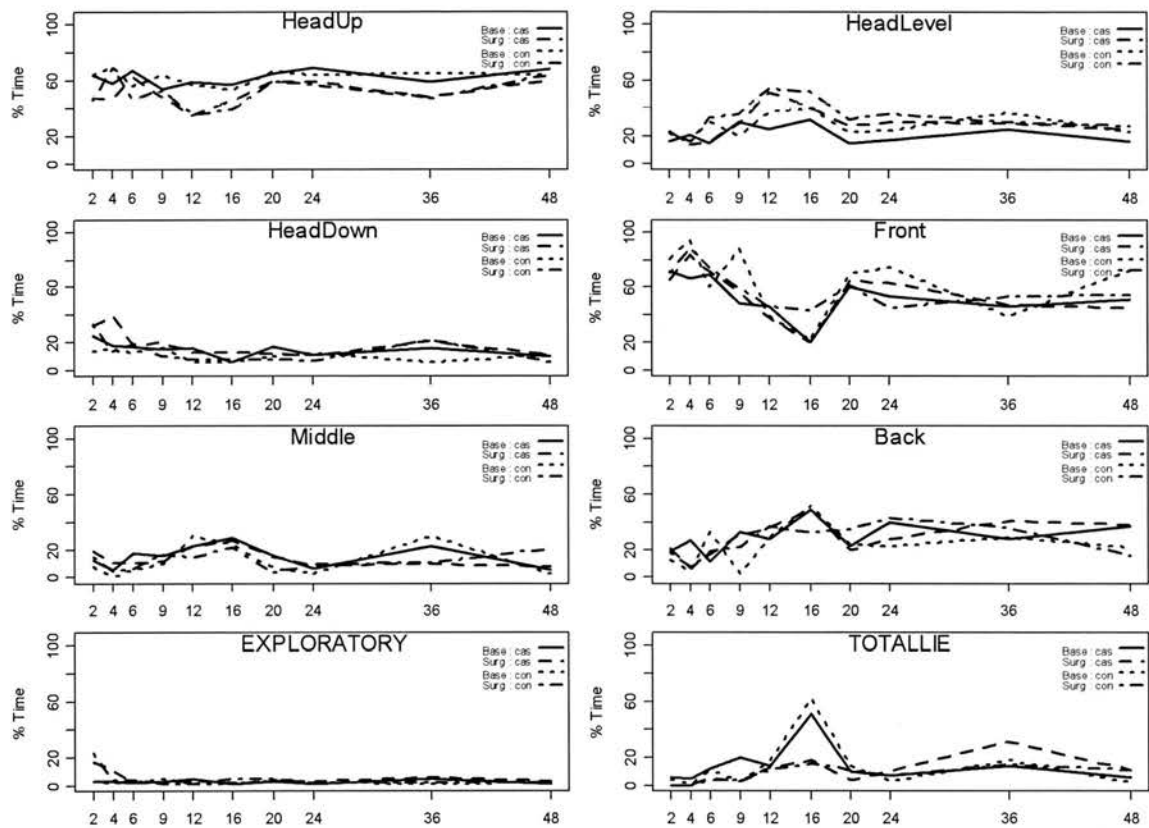 HeadUp
% Time
100
60
20
0
Base : cas
Surg : cas
Base : con
Surg : con
2 4 6 9 12 16 20 24 36 48
HeadLevel
% Time
100
60
20
0
Base : cas
Surg : cas
Base : con
Surg : con
2 4 6 9 12 16 20 24 36 48
HeadDown
% Time
100
60
20
0
Base : cas
Surg : cas
Base : con
Surg : con
2 4 6 9 12 16 20 24 36 48
Front
% Time
100
60
20
0
Base : cas
Surg : cas
Base : con
Surg : con
2 4 6 9 12 16 20 24 36 48
Middle
% Time
100
60
20
0
Base : cas
Surg : cas
Base : con
Surg : con
2 4 6 9 12 16 20 24 36 48
Back
% Time
100
60
20
0
Base : cas
Surg : cas
Base : con
Surg : con
2 4 6 9 12 16 20 24 36 48
EXPLORATORY
% Time
100
60
20
0
Base : cas
Surg : cas
Base : con
Surg : con
2 4 6 9 12 16 20 24 36 48
TOTALLIE
% Time
100
60
20
0
Base : cas
Surg : cas
Base : con
Surg : con
2 4 6 9 12 16 20 24 36 48